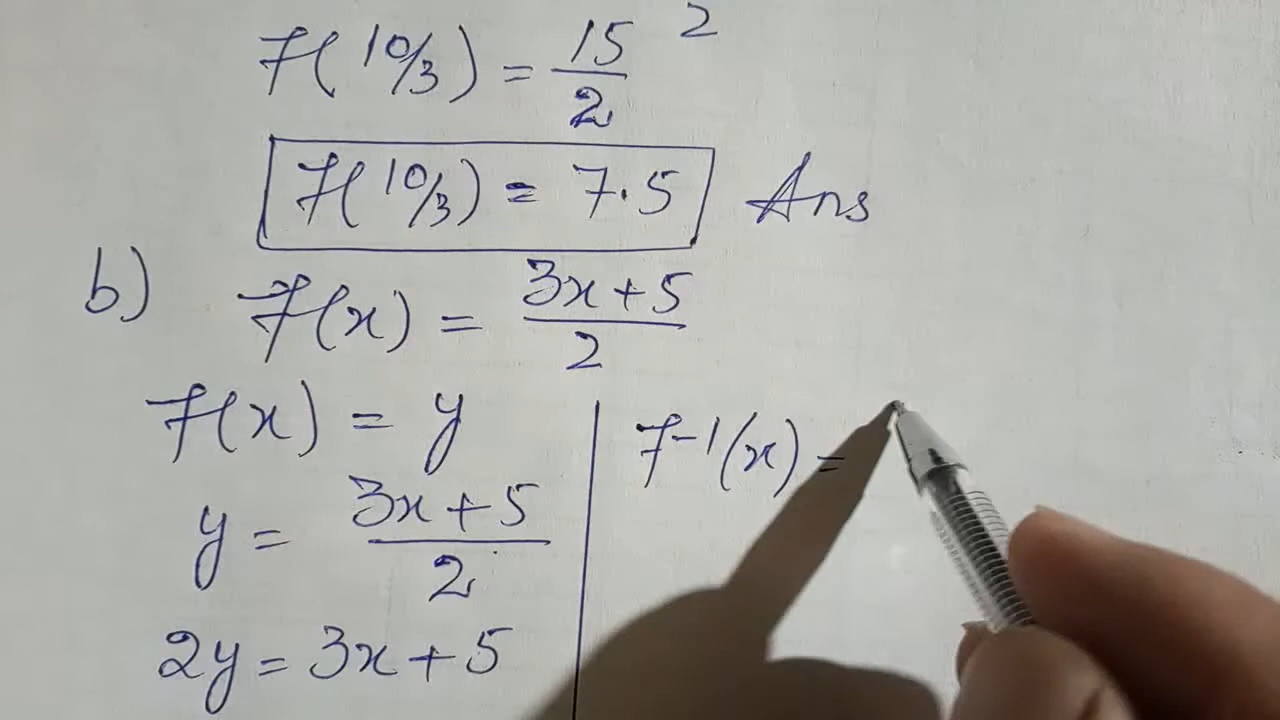 2
F(10/3) = 15/2
F(10/3) = 7.5 Ans
b) F(x) = 3x+5/2
F(x) = y
y = 3x+5/2
2y = 3x+5
F-1(x) =